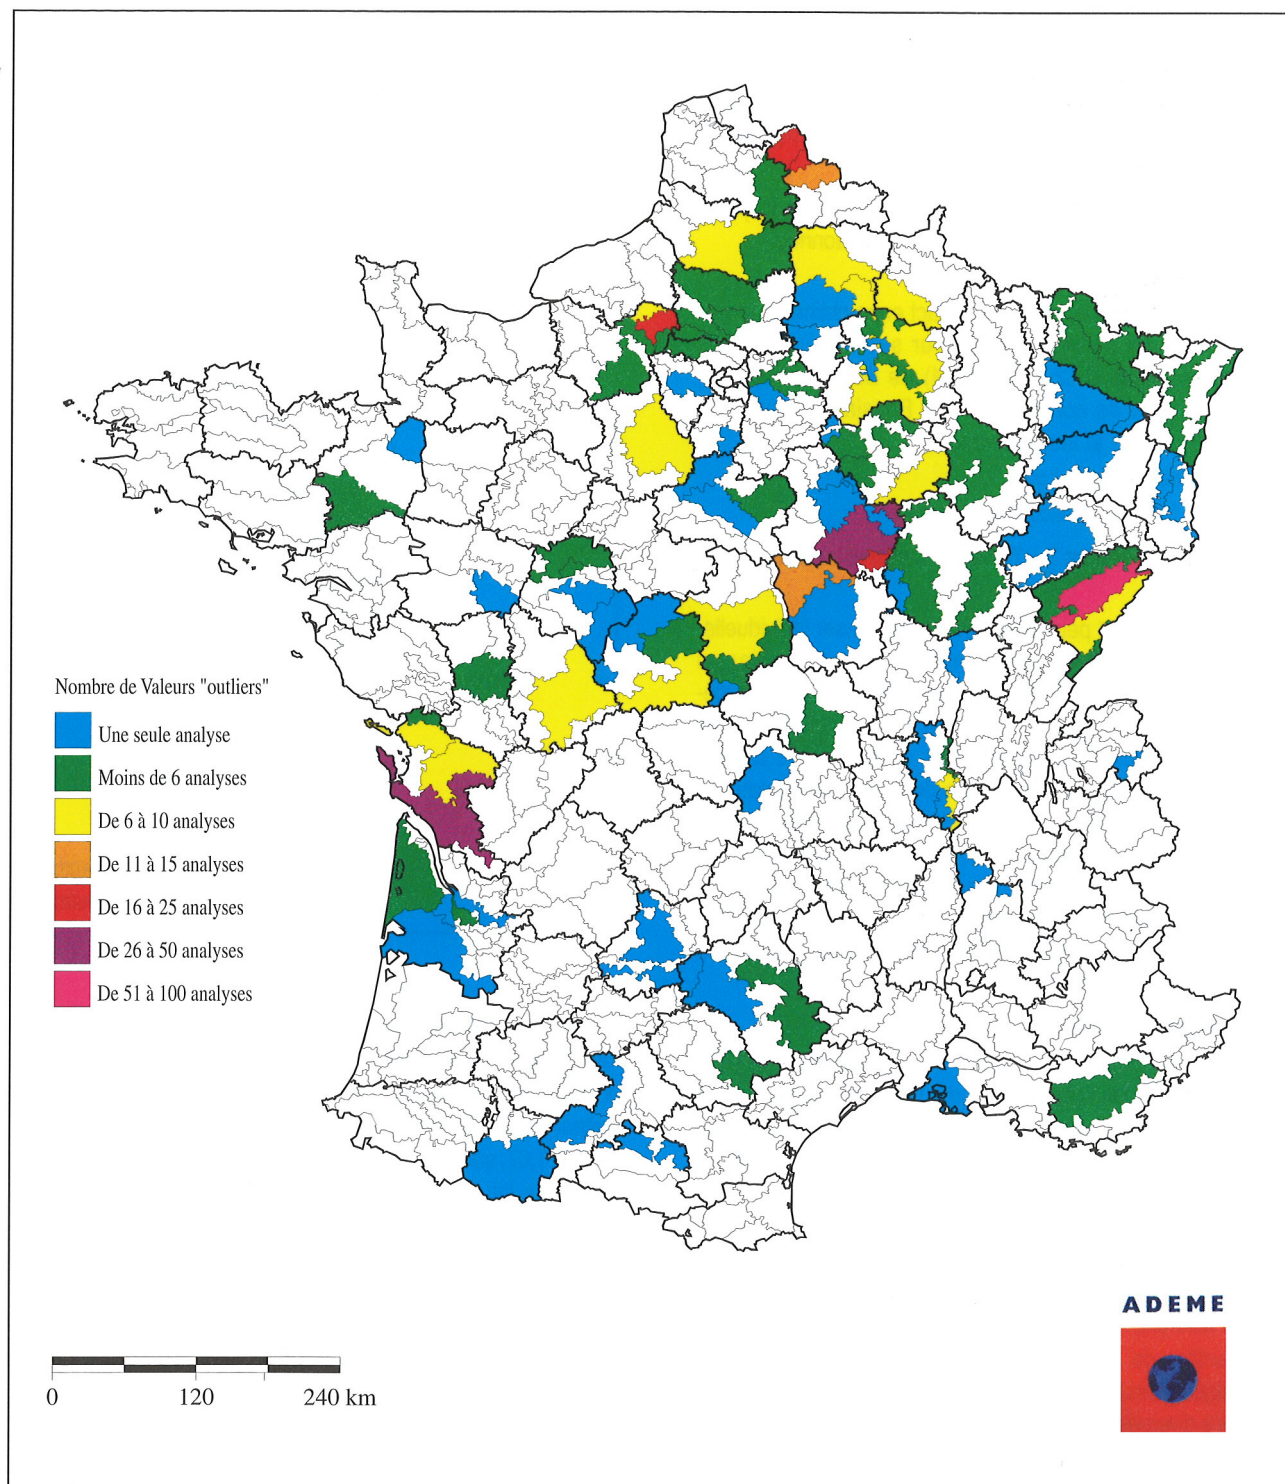 Nombre de Valeurs "outliers"
Une seule analyse
Moins de 6 analyses
De 6 à 10 analyses
De 11 à 15 analyses
De 16 à 25 analyses
De 26 à 50 analyses
De 51 à 100 analyses
ADEME
0 120 240 km